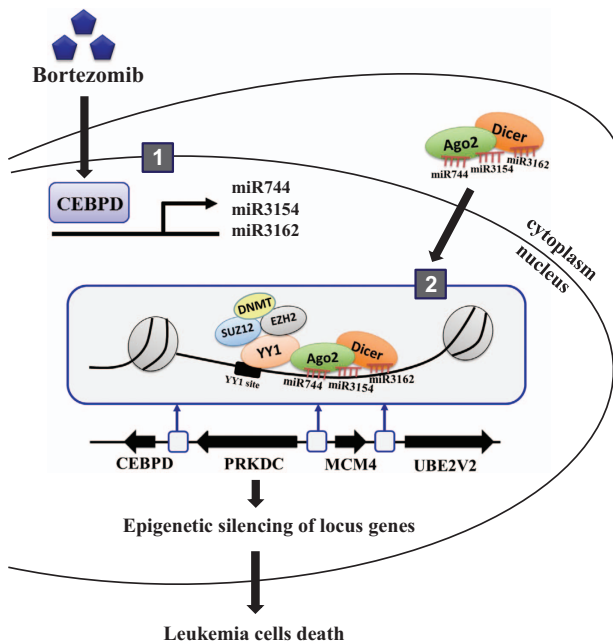 Bortezomib
1
CEBPD
miR744
miR3154
miR3162
Ago2
Dicer
miR744
miR3154
miR3162
cytoplasm
nucleus
2
DNMT
SUZ12
EZH2
YY1
Ago2
Dicer
YY1 site
miR744
miR3154
miR3162
CEBPD
PRKDC
MCM4
UBE2V2
Epigenetic silencing of locus genes
Leukemia cells death